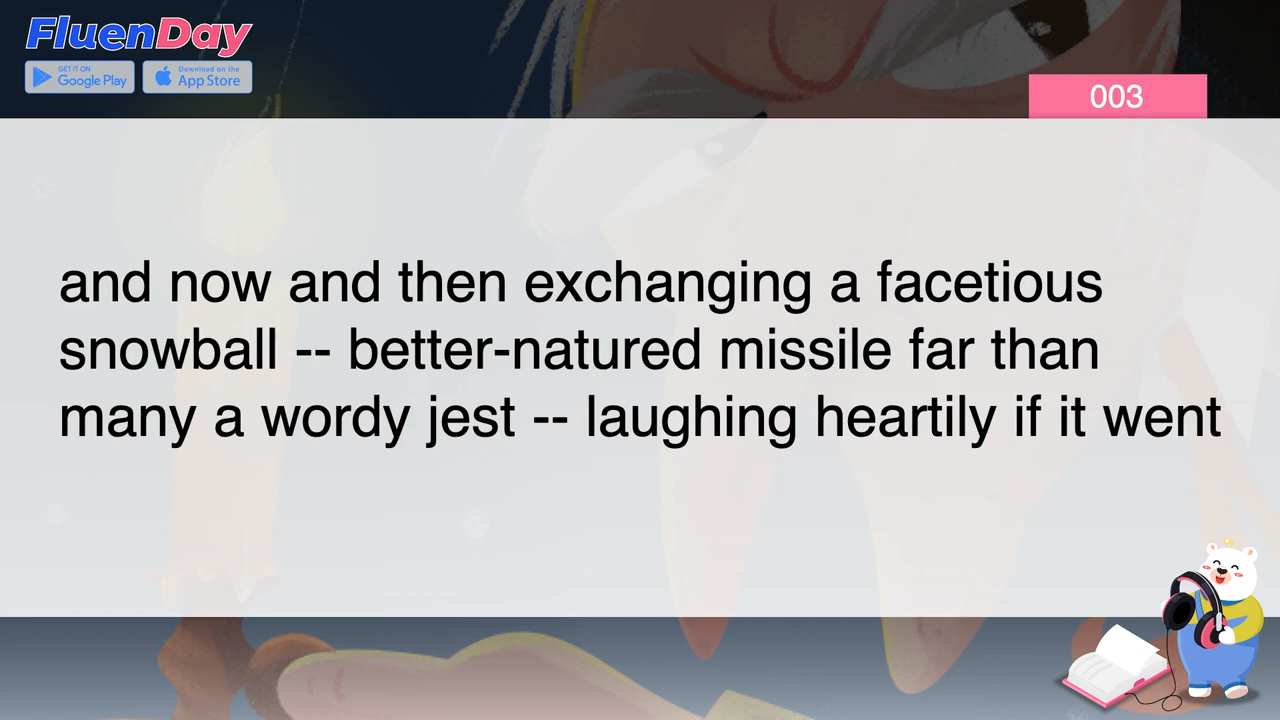 FluenDay
GET IT ON
Google Play
Download on the
App Store
003
and now and then exchanging a facetious
snowball -- better-natured missile far than
many a wordy jest -- laughing heartily if it went